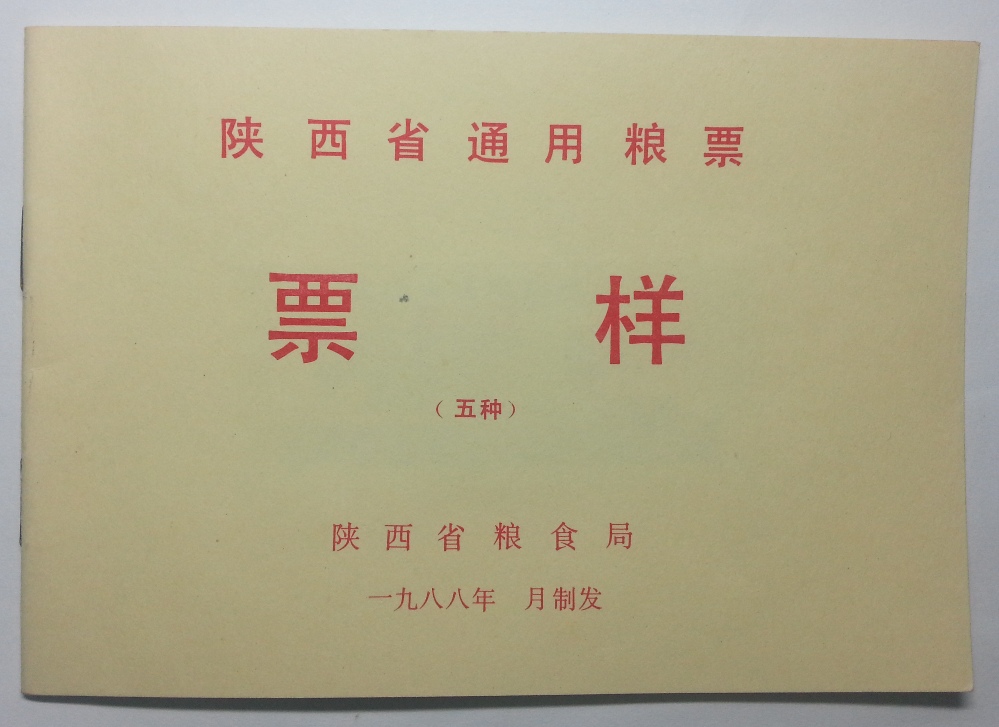 陕西省通用粮票
票样
（五种）
陕西省粮食局
一九八八年 月制发